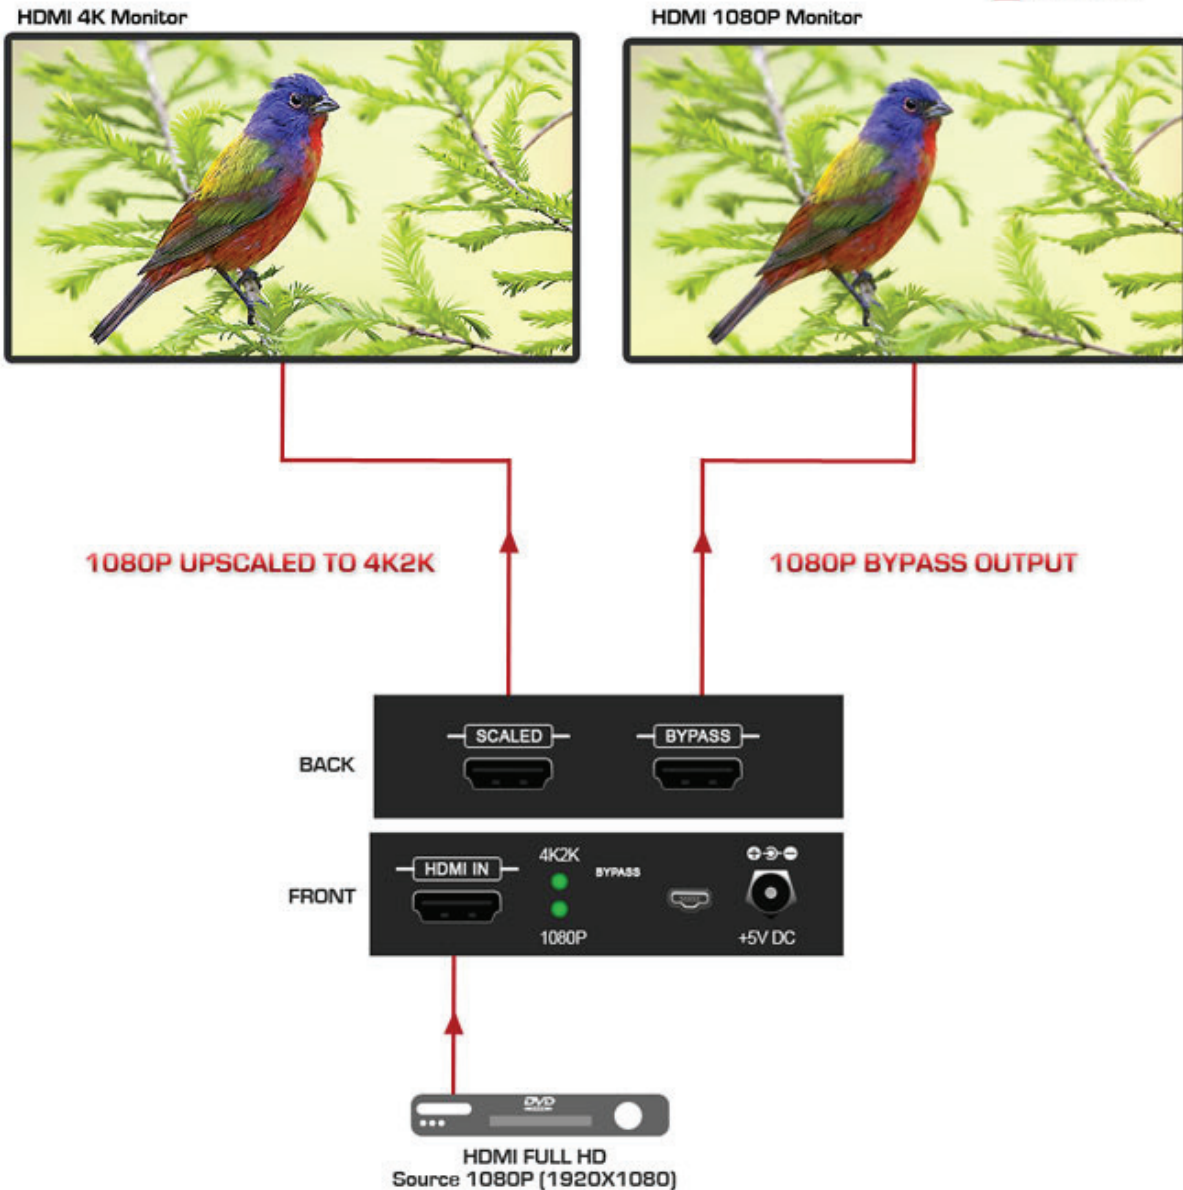 HDMI 4K Monitor
HDMI 1080P Monitor
1080P UPSCALED TO 4K2K
1080P BYPASS OUTPUT
SCALED
BYPASS
BACK
HDMI IN
4K2K
BYPASS
FRONT
1080P
+5V DC
DVD
HDMI FULL HD
Source 1080P (1920X1080)